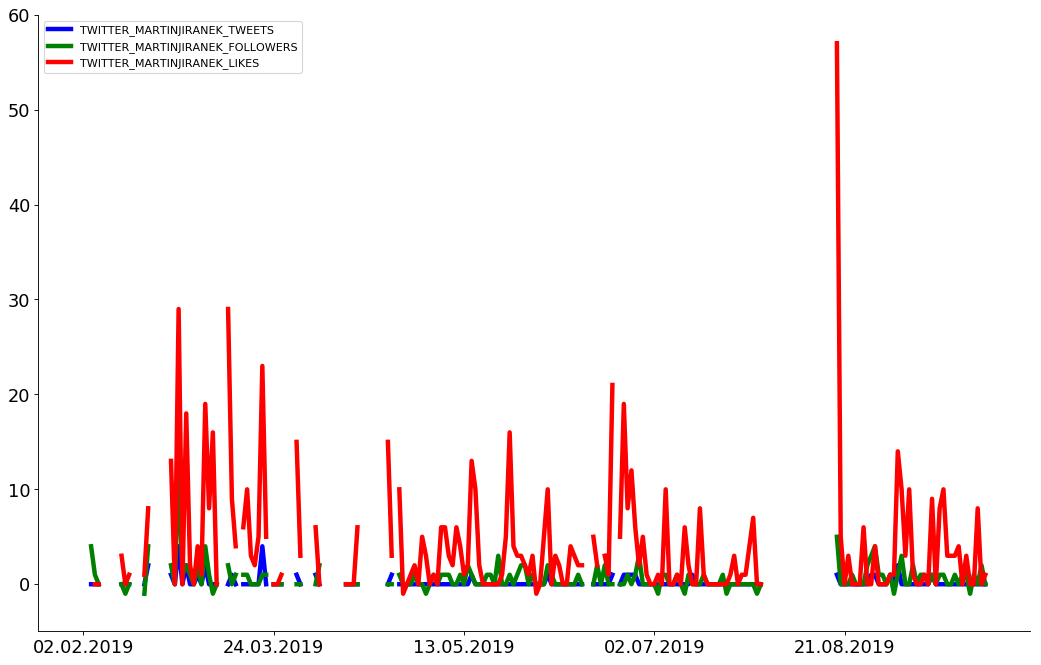 60
TWITTER_MARTINJIRANEK_TWEETS
TWITTER_MARTINJIRANEK_FOLLOWERS
TWITTER_MARTINJIRANEK_LIKES
50
40
30
20
10
0
02.02.2019 24.03.2019 13.05.2019 02.07.2019 21.08.2019